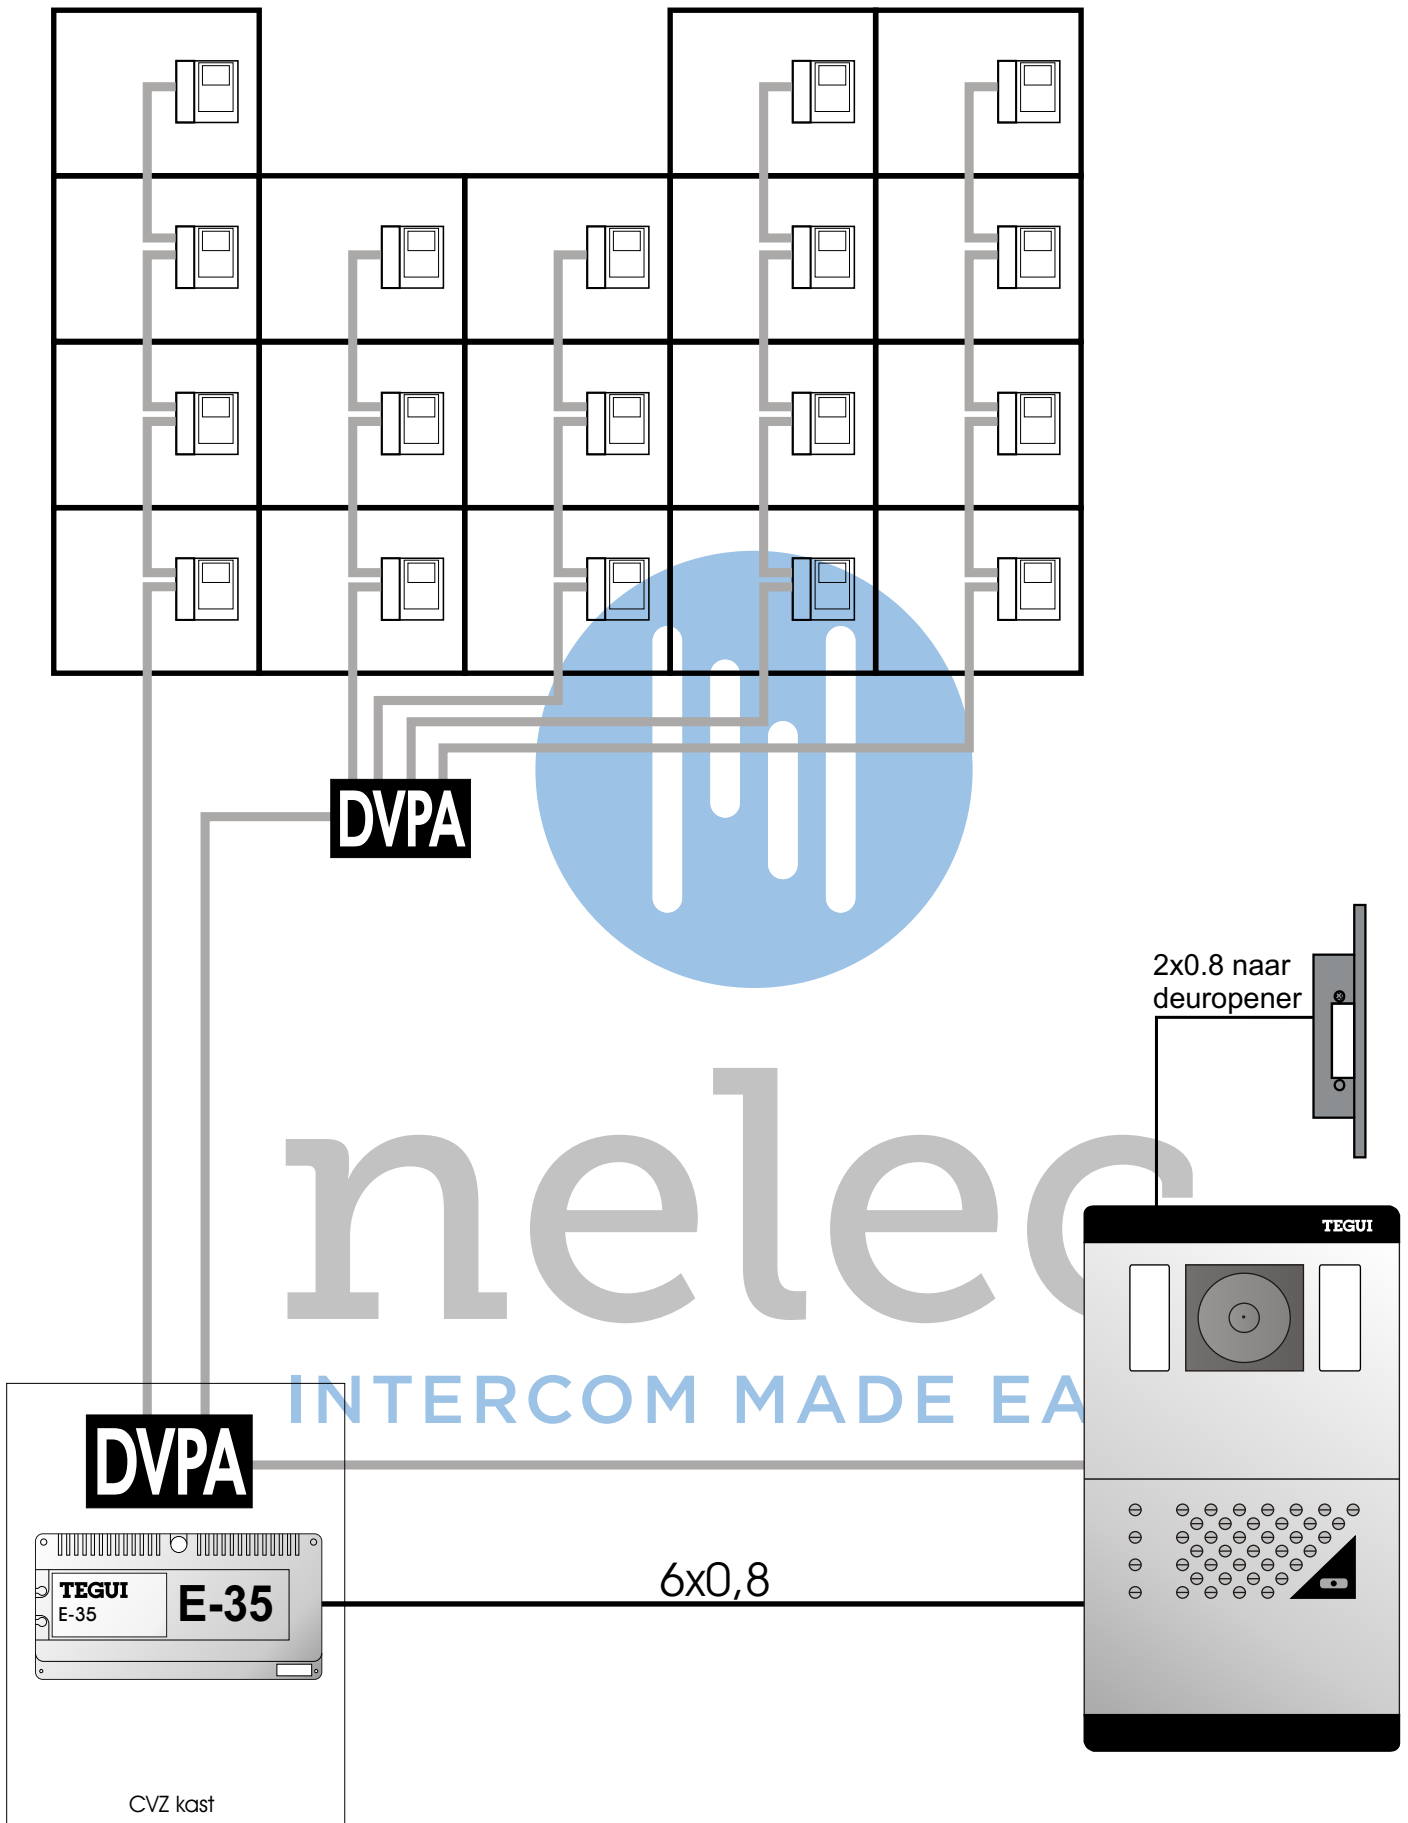 DVPA
2x0.8 naar
deuropener
nelec
TEGUI
INTERCOM MADE EA
DVPA
6x0,8
TEGUI
E-35
E-35
CVZ kast